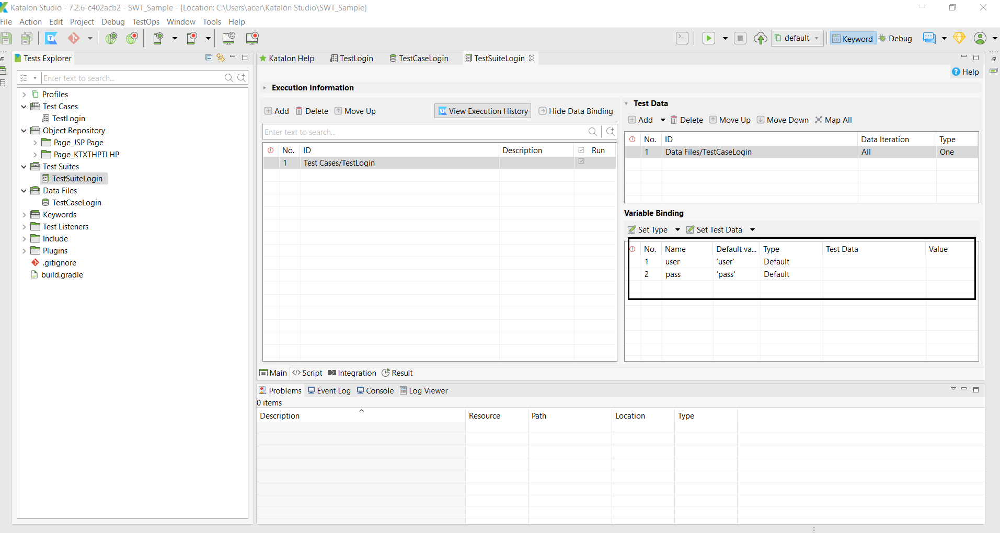 Katalon Studio - 7.2.6-c402acb2 - SWT_Sample - [Location: C:\Users\acer\Katalon Studio\SWT_Sample]
File Action Edit Project Debug TestOps Window Tools Help
default Keyword Debug
Tests Explorer
Enter text to search...
Profiles
Test Cases
TestLogin
Object Repository
Page_JSP Page
Page_KTXTHPTLHP
Test Suites
TestSuiteLogin
Data Files
TestCaseLogin
Keywords
Test Listeners
Include
Plugins
.gitignore
build.gradle
Katalon Help TestLogin TestCaseLogin TestSuiteLogin
Help
Execution Information
Add Delete Move Up View Execution History Hide Data Binding
Enter text to search...
No. ID Description Run
1 Test Cases/TestLogin
Test Data
Add Delete Move Up Move Down Map All
No. ID Data Iteration Type
1 Data Files/TestCaseLogin All One
Variable Binding
Set Type Set Test Data
No. Name Default va... Type Test Data Value
1 user 'user' Default
2 pass 'pass' Default
Main Script Integration Result
Problems Event Log Console Log Viewer
0 items
Description Resource Path Location Type